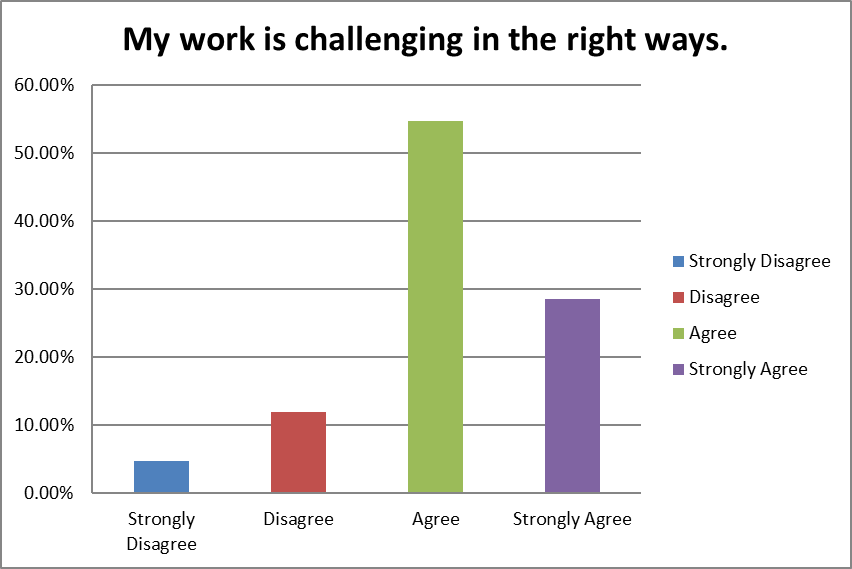 My work is challenging in the right ways.
60.00%
50.00%
40.00%
30.00%
20.00%
10.00%
0.00%
Strongly
Disagree
Disagree
Agree
Strongly Agree
Strongly Disagree
Disagree
Agree
Strongly Agree